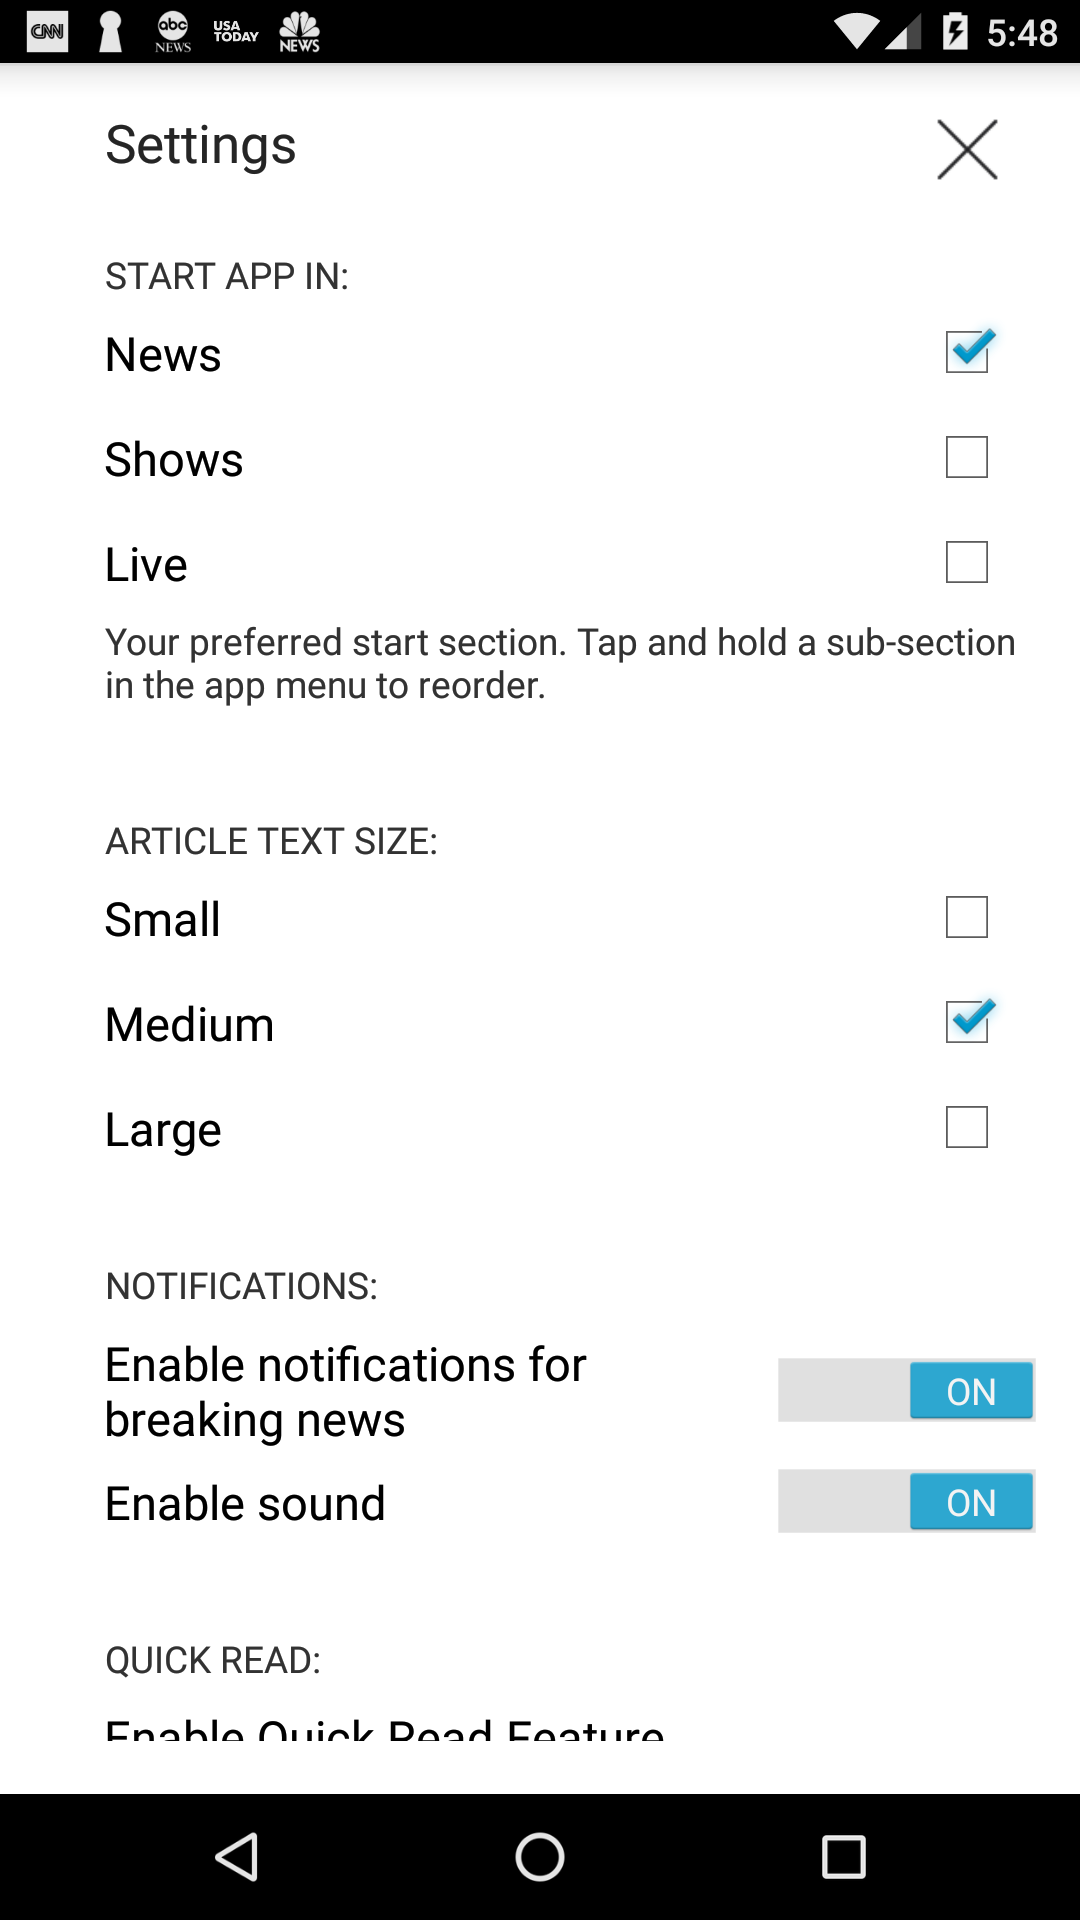 CNN abc NEWS USA TODAY NEWS 5:48
Settings
START APP IN:
News
Shows
Live
Your preferred start section. Tap and hold a sub-section
in the app menu to reorder.
ARTICLE TEXT SIZE:
Small
Medium
Large
NOTIFICATIONS:
Enable notifications for
breaking news
ON
Enable sound
ON
QUICK READ:
Enable Quick Read Feature